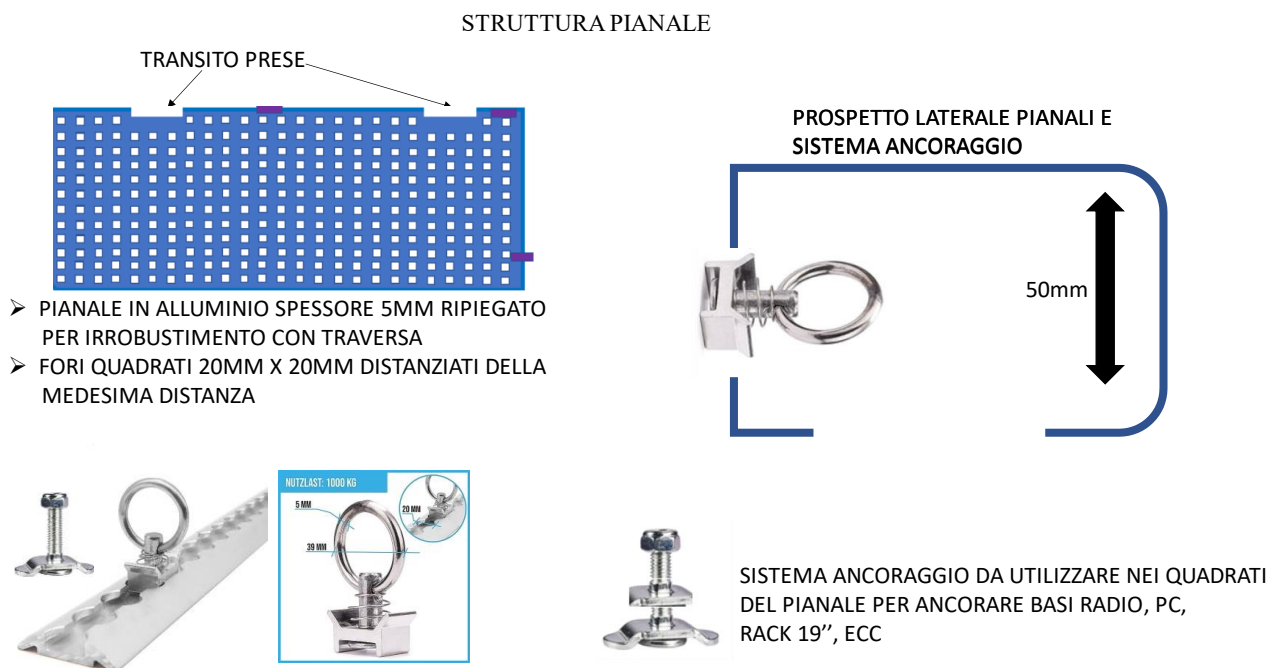 STRUTTURA PIANALE
TRANSITO PRESE
PROSPETTO LATERALE PIANALI E
SISTEMA ANCORAGGIO
50mm
➢ PIANALE IN ALLUMINIO SPESSORE 5MM RIPIEGATO
PER IRROBUSTIMENTO CON TRAVERSA
➢ FORI QUADRATI 20MM X 20MM DISTANZIATI DELLA
MEDESIMA DISTANZA
NUTZLAST: 1000 KG
5 MM
20 MM
39 MM
SISTEMA ANCORAGGIO DA UTILIZZARE NEI QUADRATI
DEL PIANALE PER ANCORARE BASI RADIO, PC,
RACK 19’’, ECC